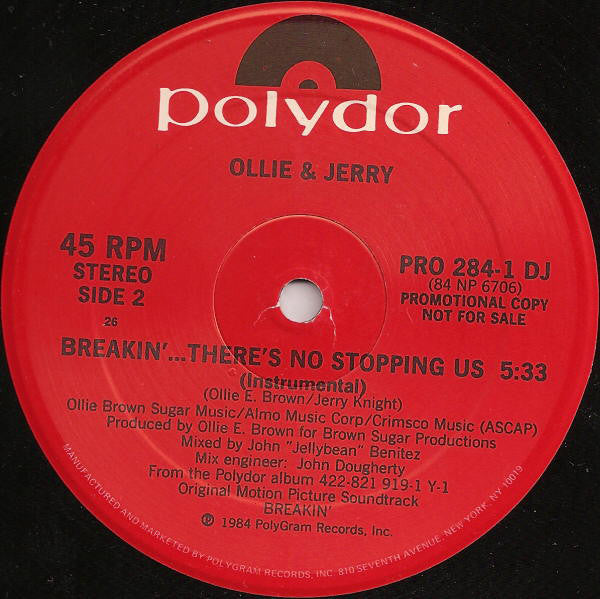 polydor
OLLIE & JERRY
45 RPM
STEREO
SIDE 2
26
PRO 284-1 DJ
(84 NP 6706)
PROMOTIONAL COPY
NOT FOR SALE
BREAKIN'...THERE'S NO STOPPING US 5:33
(Instrumental)
(Ollie E. Brown/Jerry Knight)
Ollie Brown Sugar Music/Almo Music Corp/Crimsco Music (ASCAP)
Produced by Ollie E. Brown for Brown Sugar Productions
Mixed by John "Jellybean" Benitez
Mix engineer: John Dougherty
From the Polydor album 422-821 919-1 Y-1
Original Motion Picture Soundtrack
BREAKIN'
℗ 1984 PolyGram Records, Inc.
MANUFACTURED AND MARKETED BY POLYGRAM RECORDS, INC. 810 SEVENTH AVENUE, NEW YORK, NY 10019